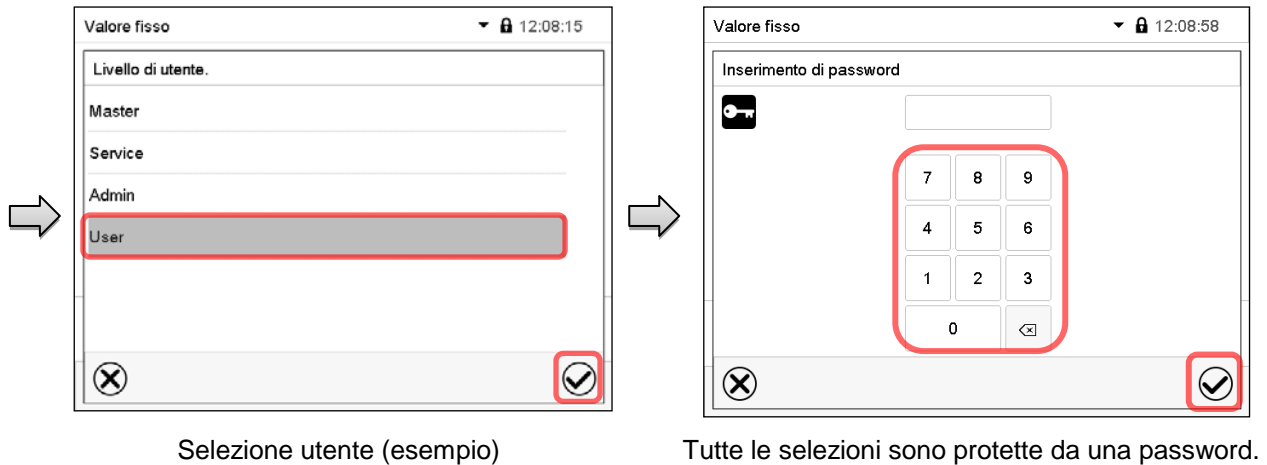 Valore fisso 12:08:15
Livello di utente.
Master
Service
Admin
User
Selezione utente (esempio)
Valore fisso 12:08:58
Inserimento di password
7 8 9
4 5 6
1 2 3
0
Tutte le selezioni sono protette da una password.